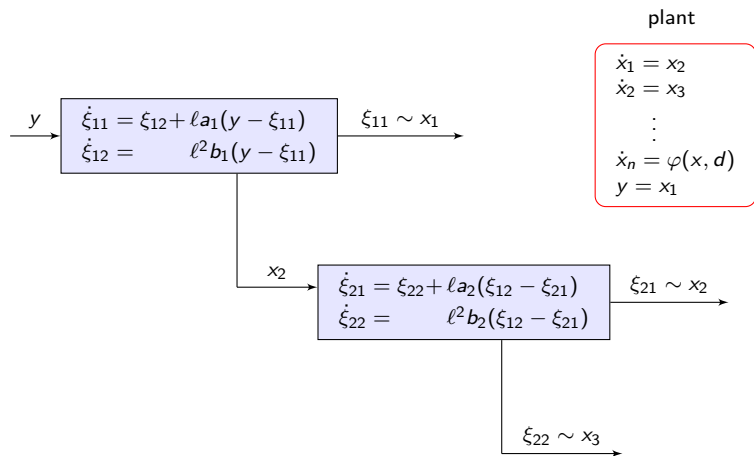 plant
ẋ₁ = x₂
ẋ₂ = x₃
⋮
ẋₙ = φ(x, d)
y = x₁
y
ξ̇₁₁ = ξ₁₂ + ℓa₁(y − ξ₁₁)
ξ̇₁₂ = ℓ²b₁(y − ξ₁₁)
ξ₁₁ ∼ x₁
x₂
ξ̇₂₁ = ξ₂₂ + ℓa₂(ξ₁₂ − ξ₂₁)
ξ̇₂₂ = ℓ²b₂(ξ₁₂ − ξ₂₁)
ξ₂₁ ∼ x₂
ξ₂₂ ∼ x₃